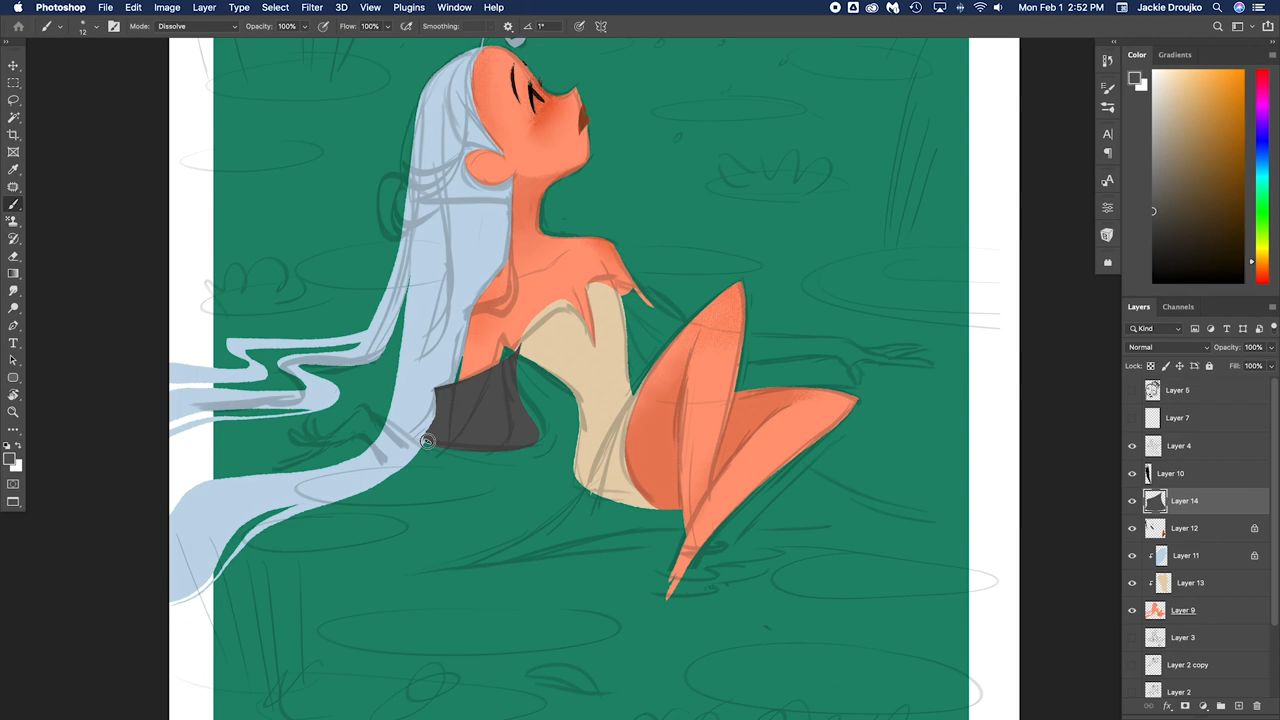 Photoshop File Edit Image Layer Type Select Filter 3D View Plugins Window Help Mon Feb 1 2:52 PM Jackie Droujko
12 Mode: Dissolve Opacity: 100% Flow: 100% Smoothing: 1°
Color Gradients
Layers Channels
Kind
Normal Opacity: 100%
Lock: Fill: 100%
Layer 5
Layer 7
Layer 4
Layer 10
Layer 14
Layer 12
Layer 11
Layer 13
Layer 9
Layer 3
Layer 2 copy
Layer 2